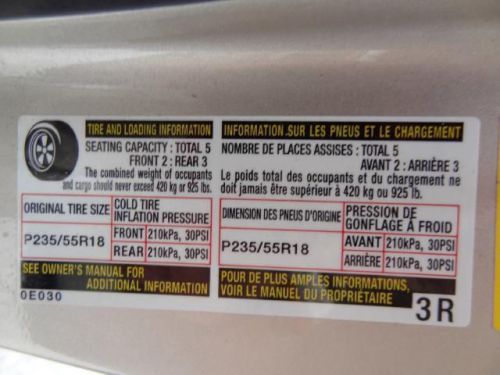 TIRE AND LOADING INFORMATION
SEATING CAPACITY : TOTAL 5
FRONT 2 : REAR 3
The combined weight of occupants
and cargo should never exceed 420 kg or 925 lbs.
ORIGINAL TIRE SIZE
COLD TIRE
INFLATION PRESSURE
P235/55R18
FRONT 210kPa, 30PSI
REAR 210kPa, 30PSI
SEE OWNER'S MANUAL FOR
ADDITIONAL INFORMATION
0E030
INFORMATION SUR LES PNEUS ET LE CHARGEMENT
NOMBRE DE PLACES ASSISES : TOTAL 5
AVANT 2 : ARRIÈRE 3
Le poids total des occupants et du chargement ne
doit jamais être supérieur à 420 kg ou 925 lb.
DIMENSION DES PNEUS D'ORIGINE
PRESSION DE
GONFLAGE À FROID
P235/55R18
AVANT 210kPa, 30PSI
ARRIÈRE 210kPa, 30PSI
POUR DE PLUS AMPLES INFORMATIONS,
VOIR LE MANUEL DU PROPRIÉTAIRE
3R